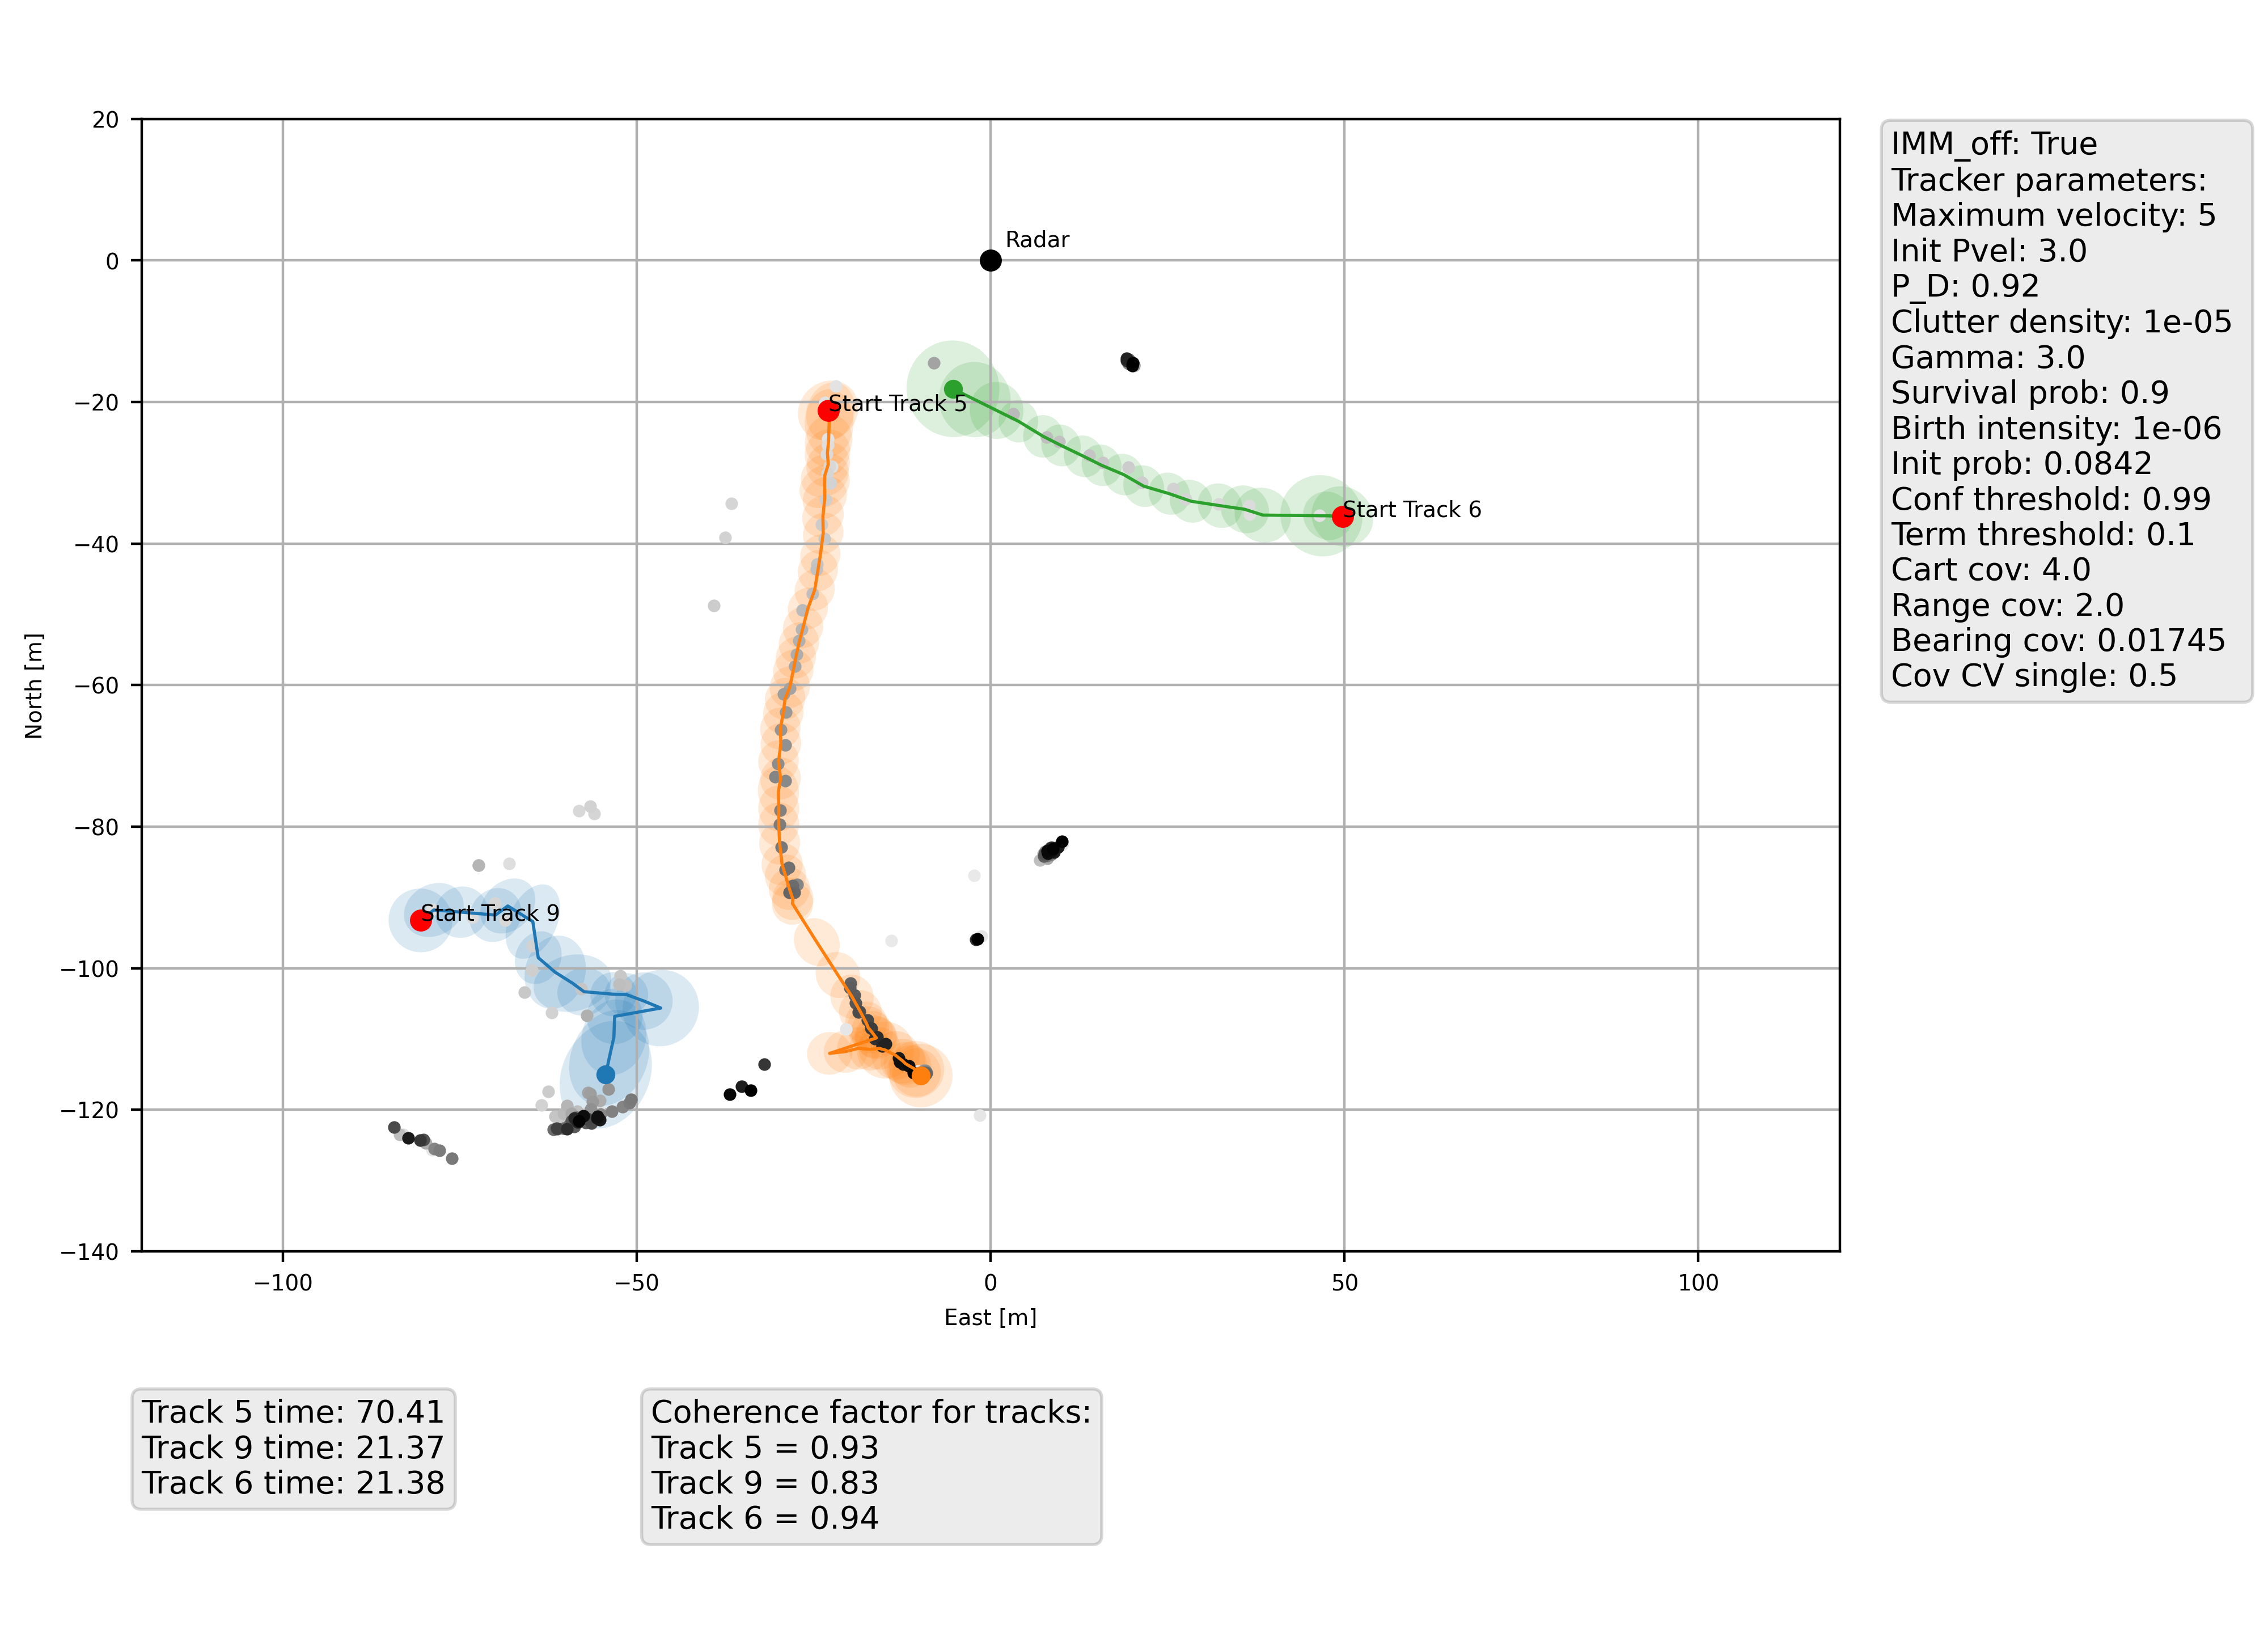 20
0
−20
−40
−60
−80
−100
−120
−140
−100
−50
0
50
100
North [m]
East [m]
Radar
Start Track 5
Start Track 6
Start Track 9
IMM_off: True
Tracker parameters:
Maximum velocity: 5
Init Pvel: 3.0
P_D: 0.92
Clutter density: 1e-05
Gamma: 3.0
Survival prob: 0.9
Birth intensity: 1e-06
Init prob: 0.0842
Conf threshold: 0.99
Term threshold: 0.1
Cart cov: 4.0
Range cov: 2.0
Bearing cov: 0.01745
Cov CV single: 0.5
Track 5 time: 70.41
Track 9 time: 21.37
Track 6 time: 21.38
Coherence factor for tracks:
Track 5 = 0.93
Track 9 = 0.83
Track 6 = 0.94